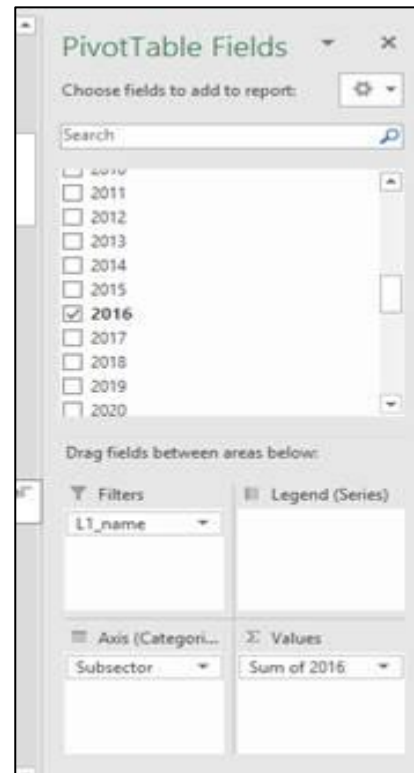 PivotTable Fields
Choose fields to add to report:
Search
2010
2011
2012
2013
2014
2015
2016
2017
2018
2019
2020
Drag fields between areas below:
Filters
Legend (Series)
L1_name
Axis (Categori...
Σ Values
Subsector
Sum of 2016